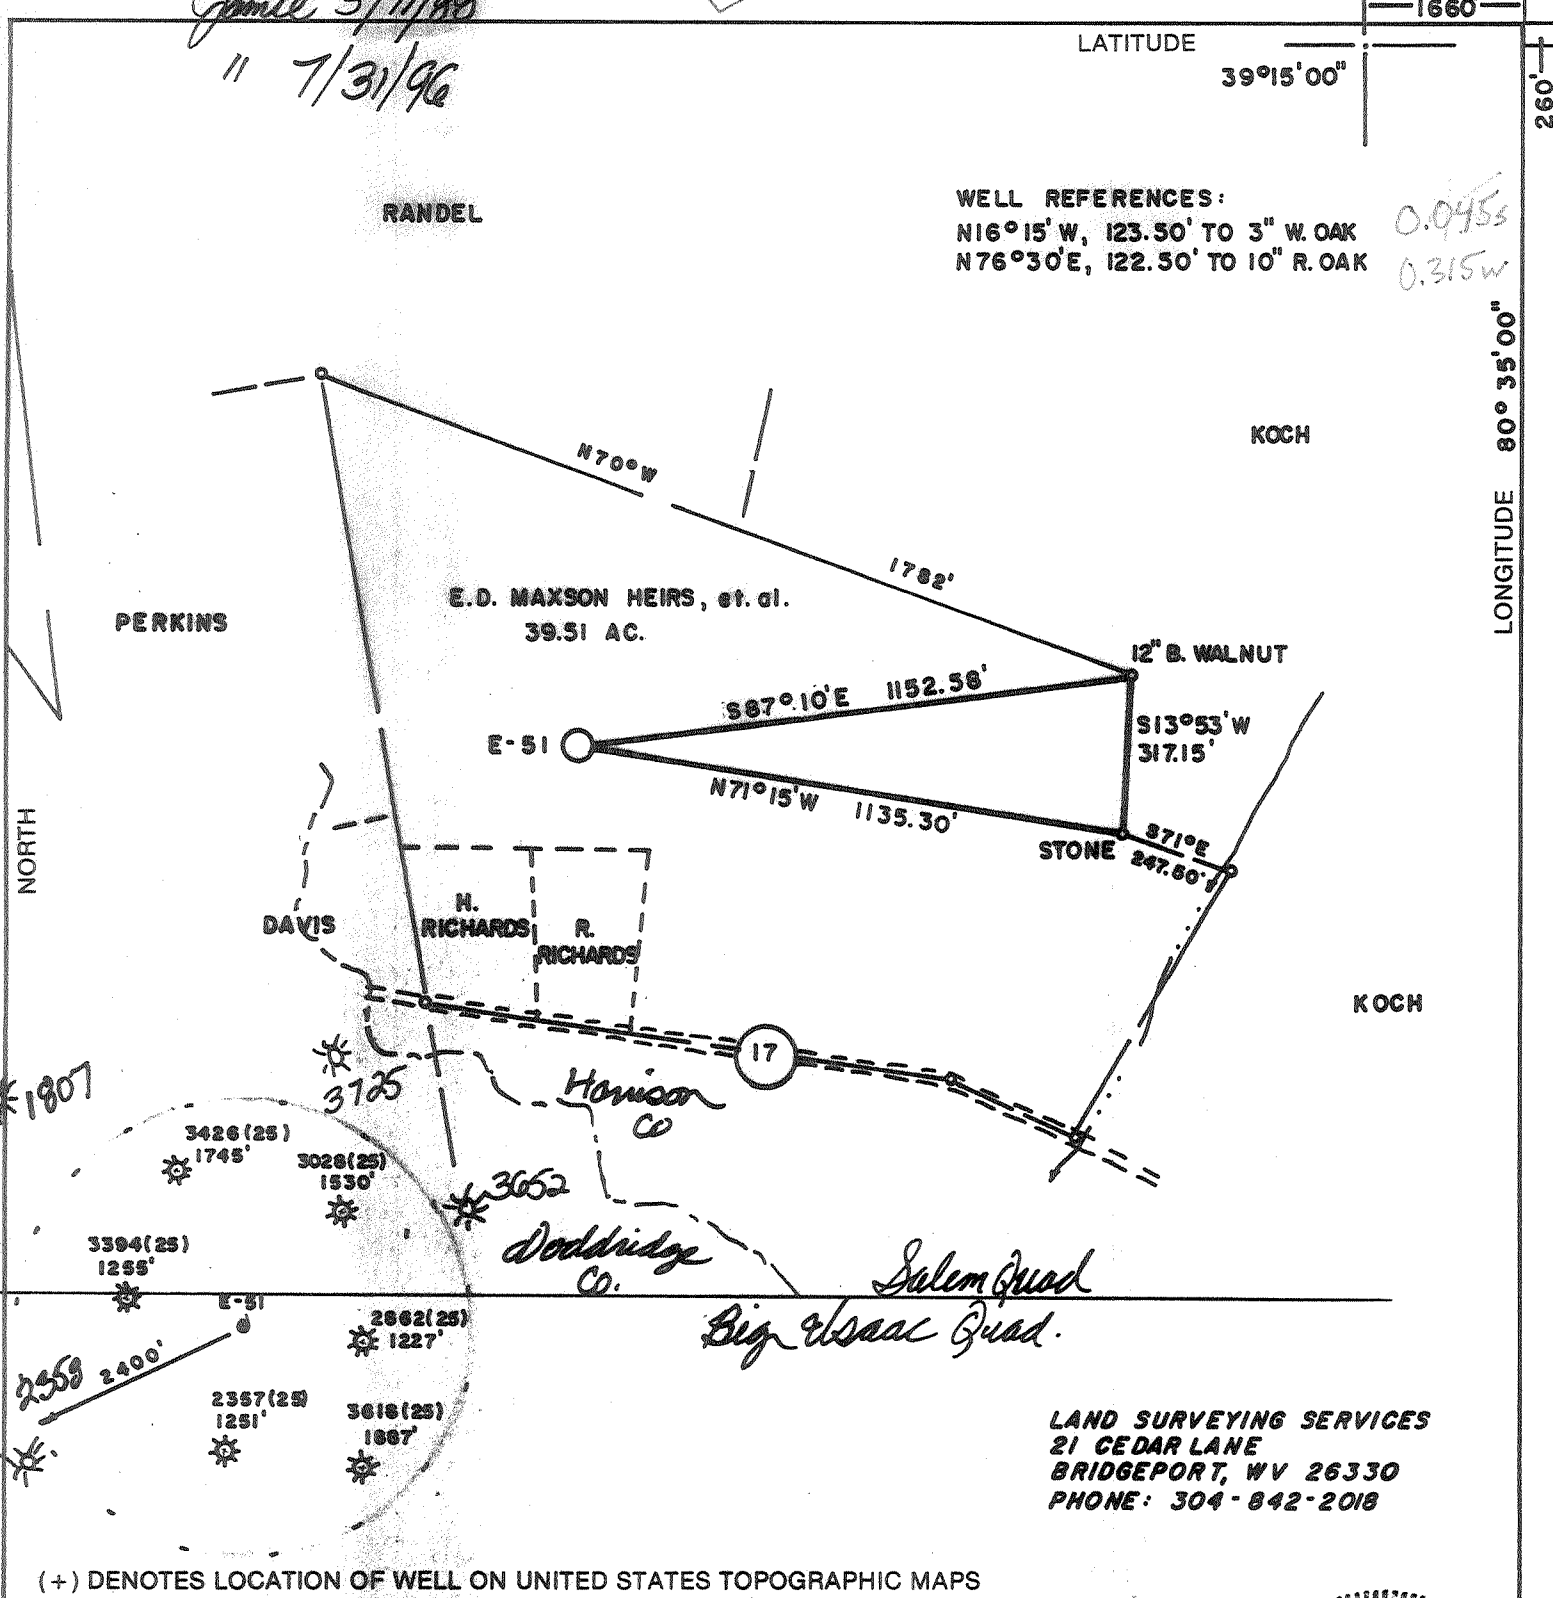 Jamie 3/11/
" 7/31/96
1660
LATITUDE
39°15'00"
260'
RANDEL
WELL REFERENCES:
N16°15'W, 123.50' TO 3" W. OAK
N76°30'E, 122.50' TO 10" R. OAK
0.045s
0.315w
LONGITUDE 80° 35' 00"
KOCH
N70°W
1782'
E.D. MAXSON HEIRS, et. al.
39.51 AC.
PERKINS
12" B. WALNUT
S87°10'E 1152.58'
S13°53'W
317.15'
E-51
N71°15'W 1135.30'
STONE
S71°E
247.50'
NORTH
H.
RICHARDS
R.
RICHARDS
DAVIS
KOCH
17
3725
1807
Harrison
Co
3426(25)
1745'
3028(25)
1530'
3652
Doddridge
Co.
3394(25)
1255'
Salem Quad
Big Isaac Quad.
E-51
2862(25)
1227'
2400'
2358
2357(25)
1251'
3618(25)
1887'
LAND SURVEYING SERVICES
21 CEDAR LANE
BRIDGEPORT, WV 26330
PHONE: 304-842-2018
(+) DENOTES LOCATION OF WELL ON UNITED STATES TOPOGRAPHIC MAPS